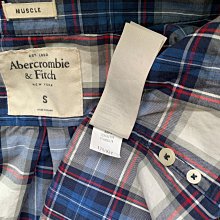 MUSCLE
EST. 1892
Abercrombie
& Fitch
NEW YORK
S